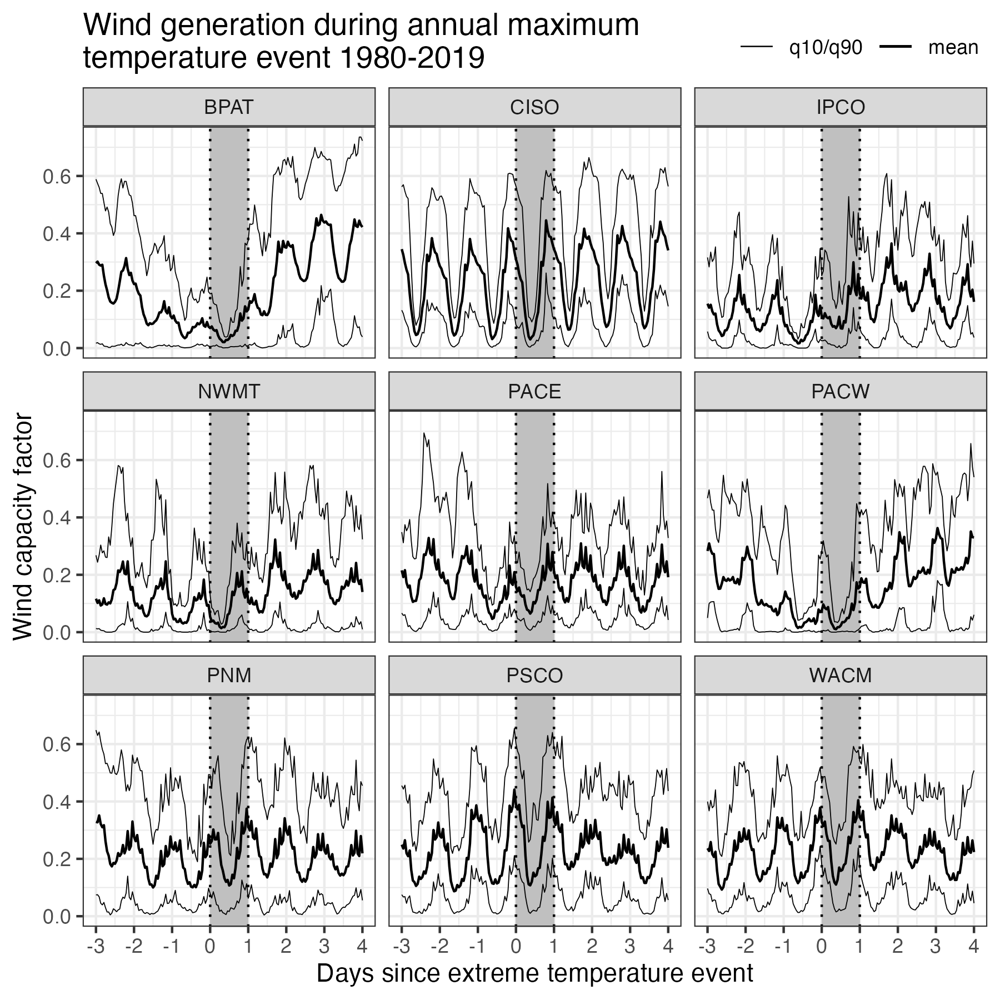 Wind generation during annual maximum
temperature event 1980-2019
q10/q90 mean
BPAT CISO IPCO
0.6
0.4
0.2
0.0
NWMT PACE PACW
0.6
0.4
0.2
0.0
Wind capacity factor
PNM PSCO WACM
0.6
0.4
0.2
0.0
-3 -2 -1 0 1 2 3 4 -3 -2 -1 0 1 2 3 4 -3 -2 -1 0 1 2 3 4
Days since extreme temperature event